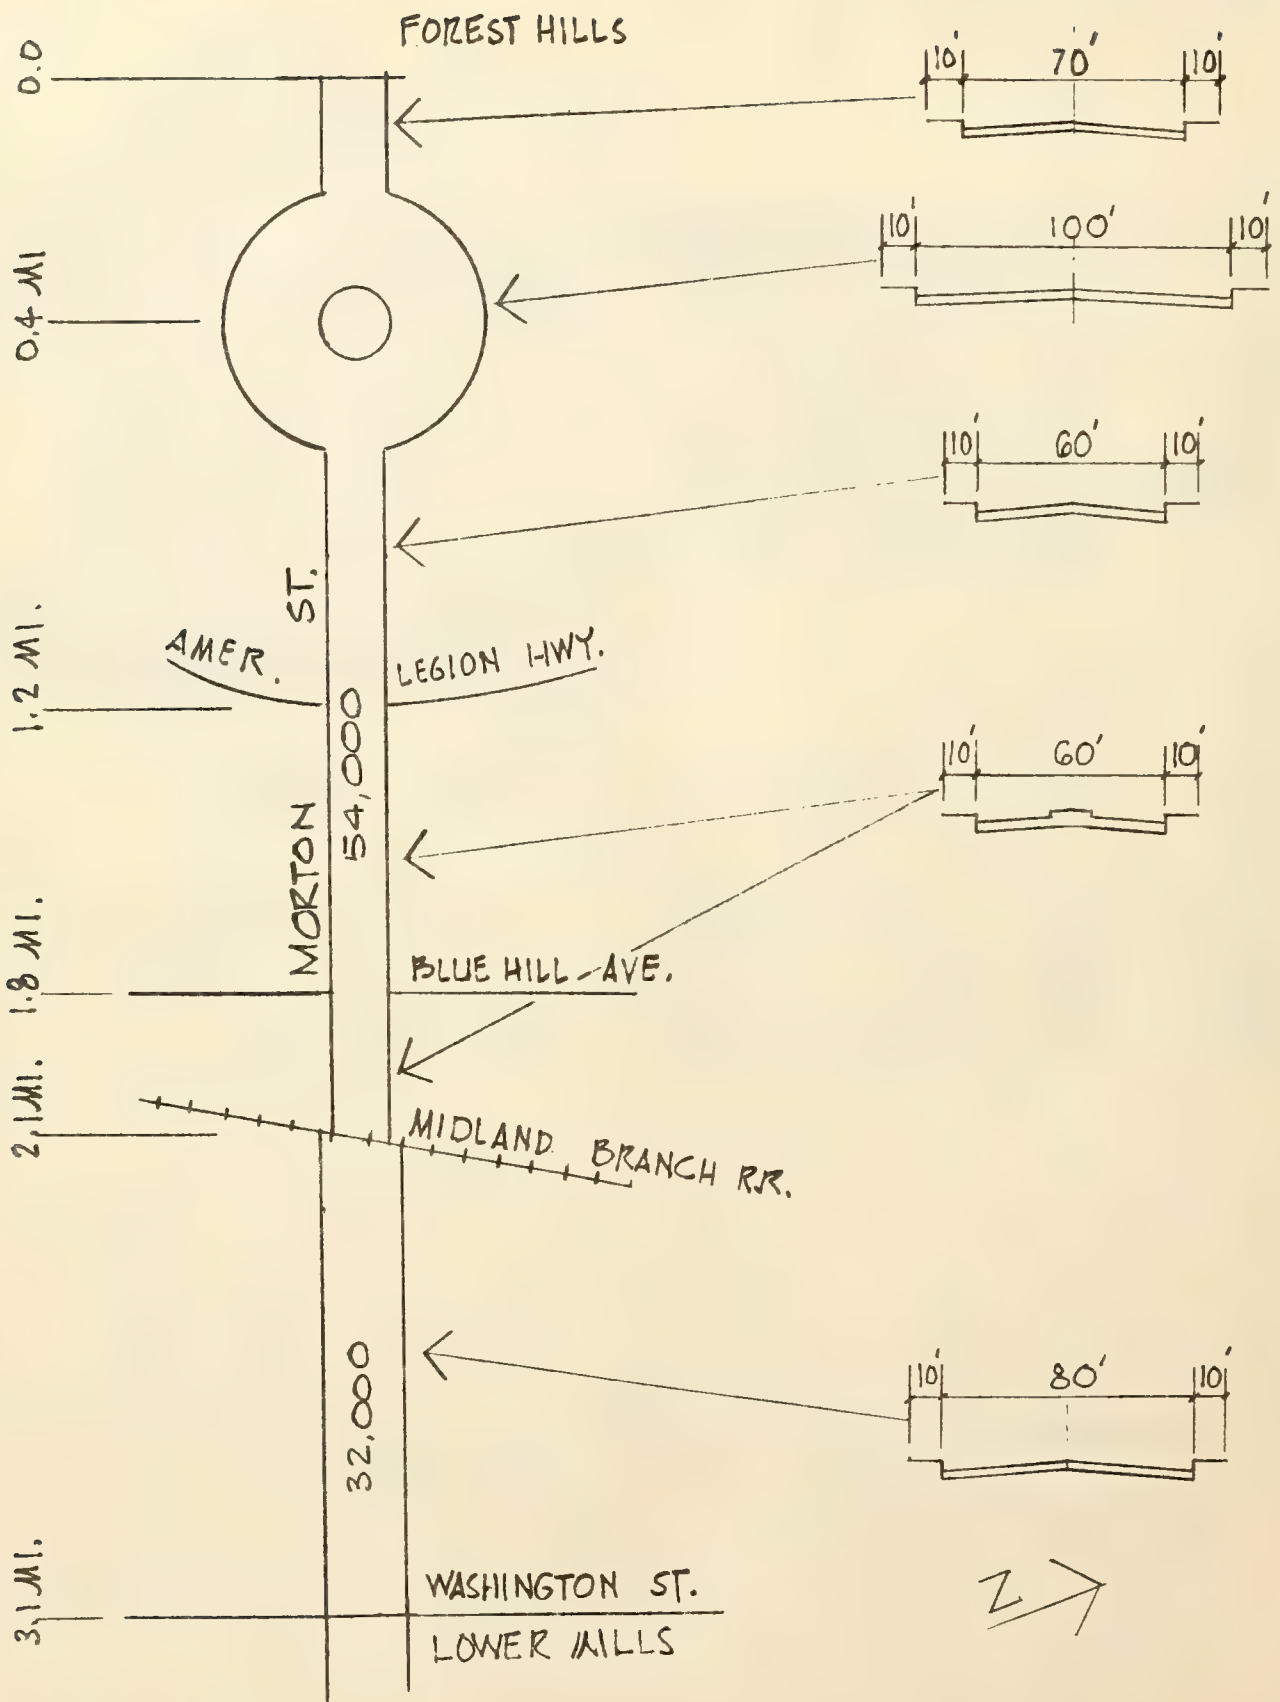 FOREST HILLS
0.0
10' 70' 10'
10' 100' 10'
0.4 MI
10' 60' 10'
MORTON ST.
AMER. LEGION HWY.
1.2 MI.
54,000
10' 60' 10'
1.8 MI.
BLUE HILL AVE.
2.1 MI.
MIDLAND BRANCH R.R.
32,000
10' 80' 10'
3.1 MI.
WASHINGTON ST.
LOWER MILLS
N